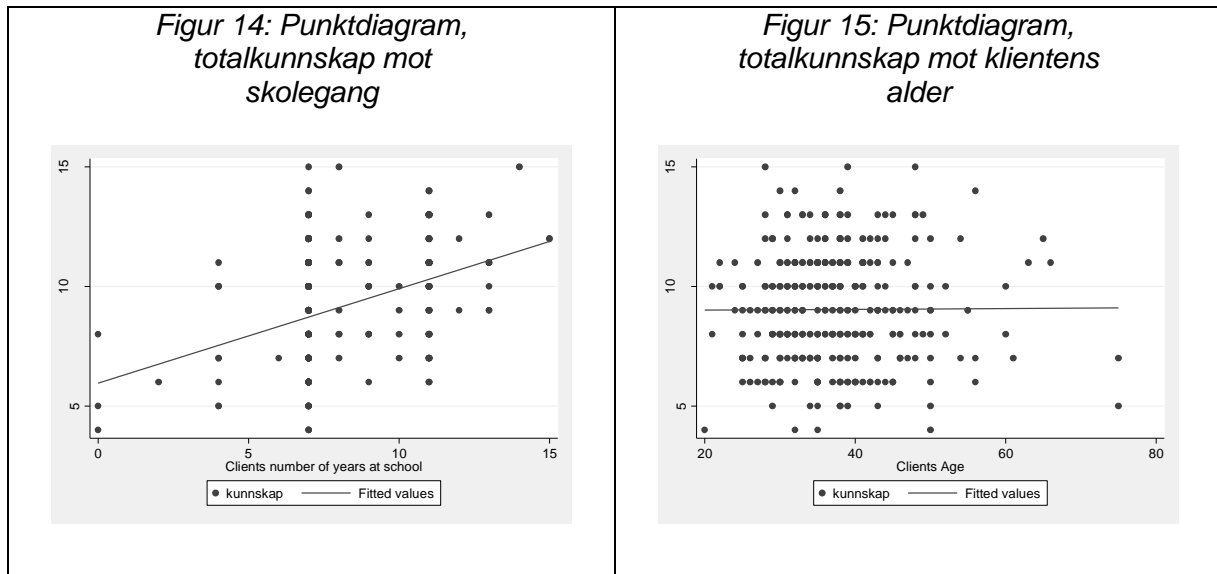 Figur 14: Punktdiagram,
totalkunnskap mot
skolegang
15
10
5
0
5
10
15
Clients number of years at school
kunnskap
Fitted values
Figur 15: Punktdiagram,
totalkunnskap mot klientens
alder
15
10
5
20
40
60
80
Clients Age
kunnskap
Fitted values